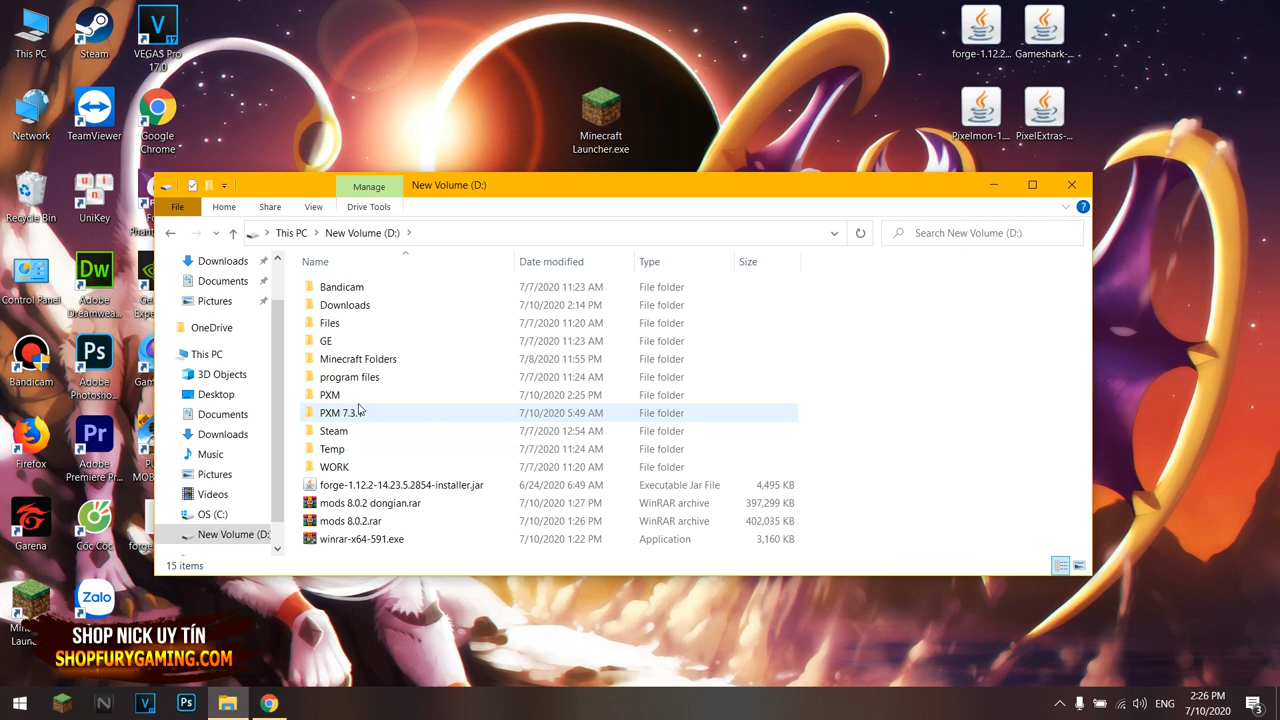 This PC
Steam
VEGAS Pro
17.0
forge-1.12.2...
Gameshark-...
Network
TeamViewer
Google
Chrome
Minecraft
Launcher.exe
Pixelmon-1....
PixelExtras-...
Recycle Bin
UniKey
Control Panel
Adobe
Dreamwea...
Bandicam
Adobe
Photosho...
Firefox
Adobe
Premiere Pr...
Garena
Cốc Cốc
Zalo
Manage
New Volume (D:)
File
Home
Share
View
Drive Tools
This PC
New Volume (D:)
Search New Volume (D:)
Name
Date modified
Type
Size
Downloads
Documents
Pictures
OneDrive
This PC
3D Objects
Desktop
Documents
Downloads
Music
Pictures
Videos
OS (C:)
New Volume (D:
Bandicam 7/7/2020 11:23 AM File folder
Downloads 7/10/2020 2:14 PM File folder
Files 7/7/2020 11:20 AM File folder
GE 7/7/2020 11:23 AM File folder
Minecraft Folders 7/8/2020 11:55 PM File folder
program files 7/7/2020 11:24 AM File folder
PXM 7/10/2020 2:25 PM File folder
PXM 7.3. 7/10/2020 5:49 AM File folder
Steam 7/7/2020 12:54 AM File folder
Temp 7/7/2020 11:24 AM File folder
WORK 7/7/2020 11:20 AM File folder
forge-1.12.2-14.23.5.2854-installer.jar 6/24/2020 6:49 AM Executable Jar File 4,495 KB
mods 8.0.2 dongian.rar 7/10/2020 1:27 PM WinRAR archive 397,299 KB
mods 8.0.2.rar 7/10/2020 1:26 PM WinRAR archive 402,035 KB
winrar-x64-591.exe 7/10/2020 1:22 PM Application 3,160 KB
15 items
SHOP NICK UY TÍN
SHOPFURYGAMING.COM
ENG
2:26 PM
7/10/2020
3